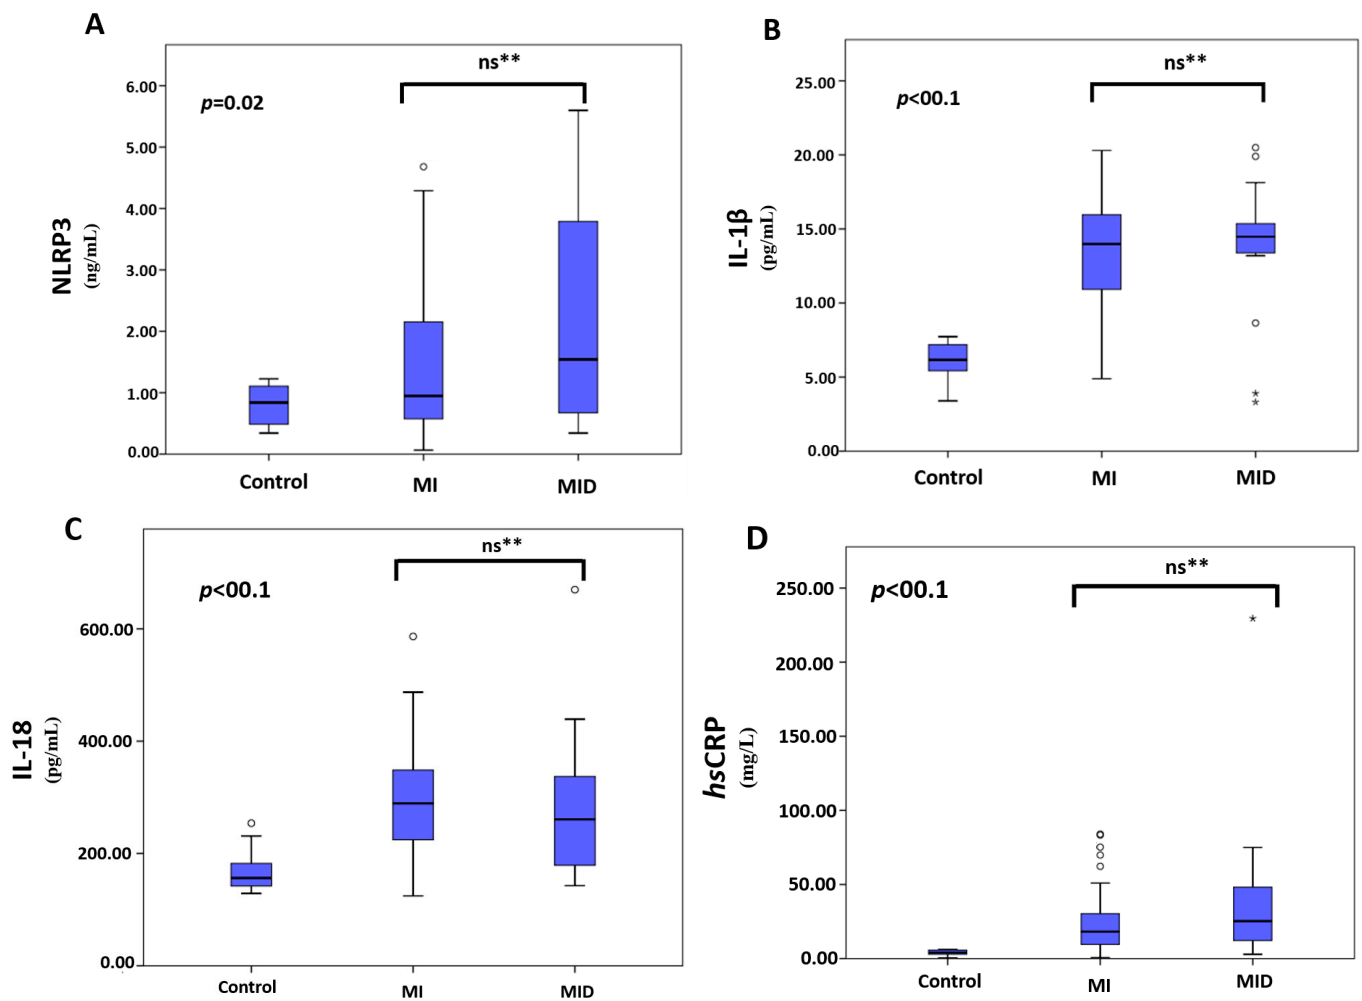 A
ns**
p=0.02
6.00
5.00
4.00
3.00
2.00
1.00
0.00
NLRP3
(ng/mL)
Control
MI
MID
B
ns**
p<00.1
25.00
20.00
15.00
10.00
5.00
0.00
IL-1β
(pg/mL)
Control
MI
MID
C
ns**
p<00.1
600.00
400.00
200.00
0.00
IL-18
(pg/mL)
Control
MI
MID
D
ns**
p<00.1
250.00
200.00
150.00
100.00
50.00
0.00
hsCRP
(mg/L)
Control
MI
MID